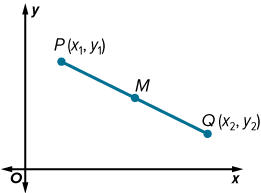 y
P (x₁, y₁)
M
Q (x₂, y₂)
O
x